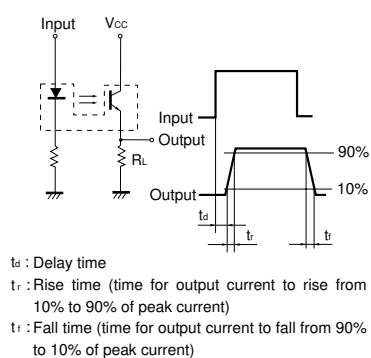 Input
Vcc
Output
RL
Input
Output
90%
10%
td
tr
tf
td : Delay time
tr : Rise time (time for output current to rise from
10% to 90% of peak current)
tf : Fall time (time for output current to fall from 90%
to 10% of peak current)